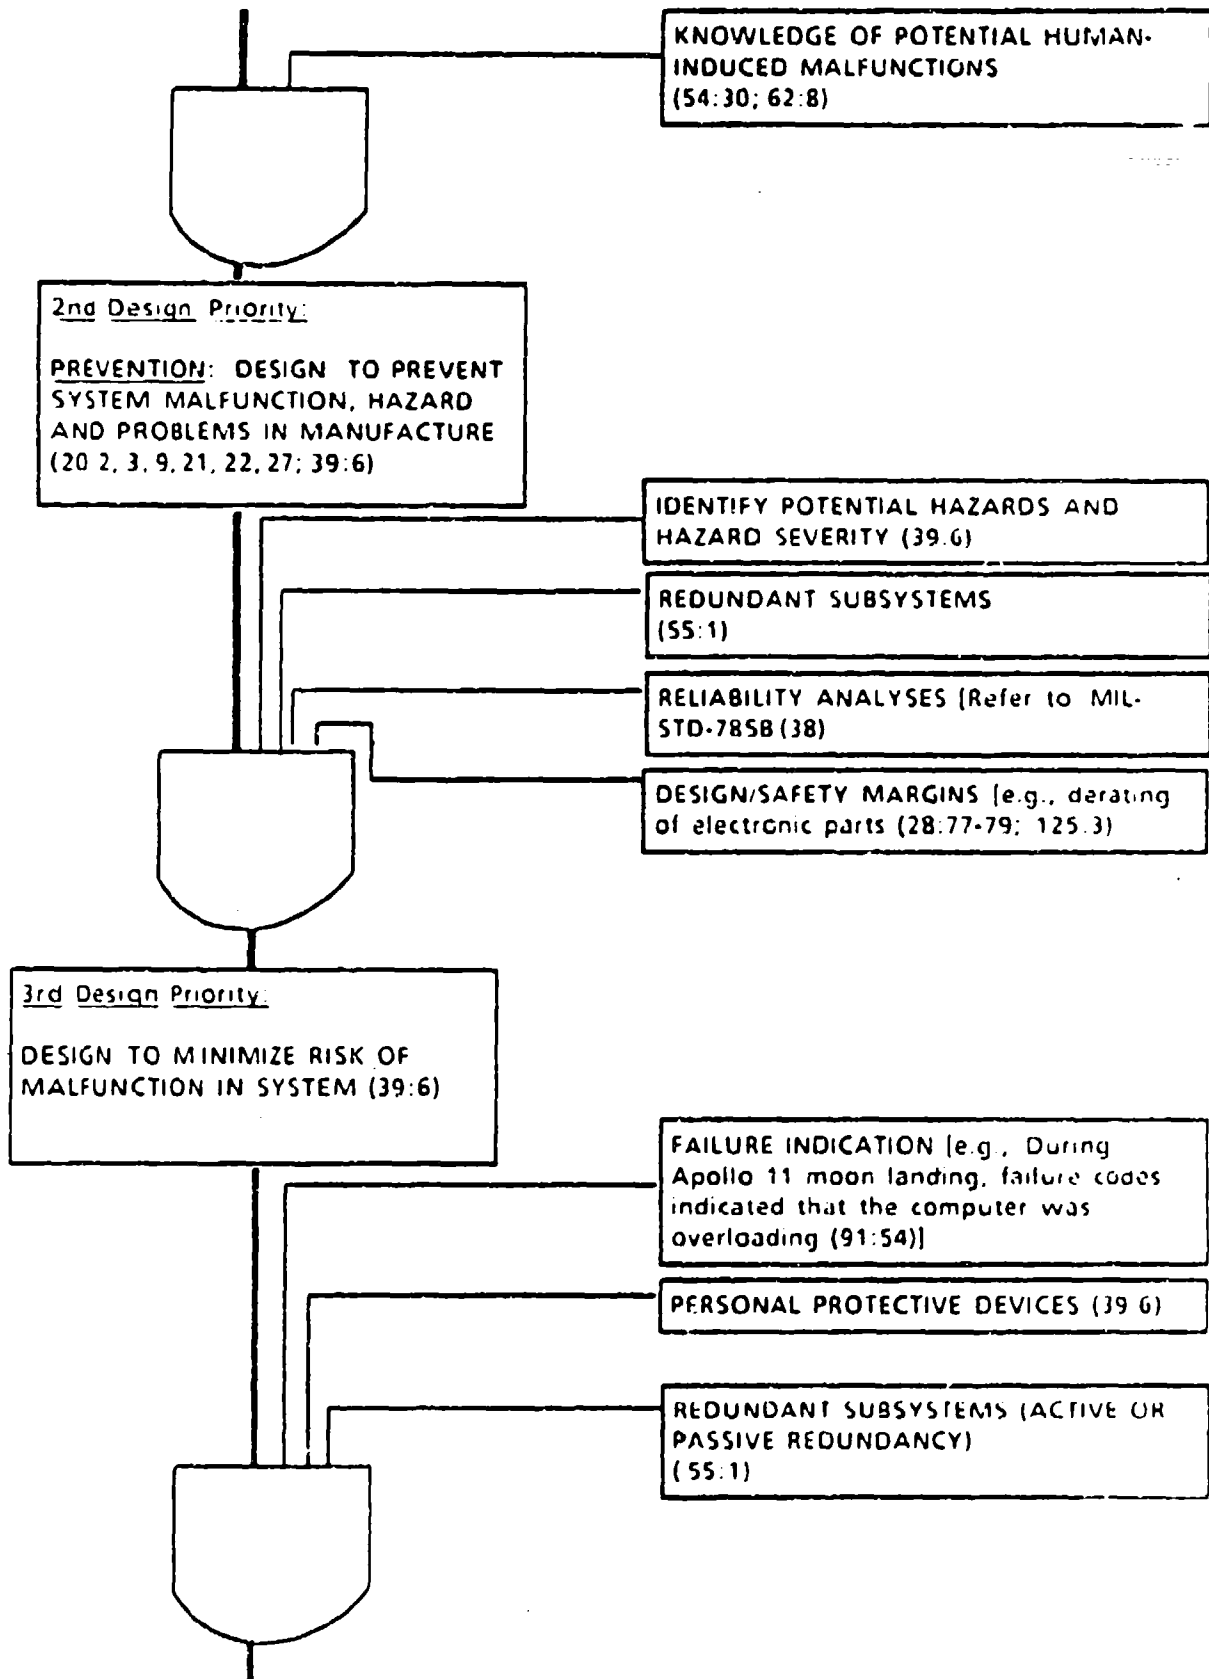 KNOWLEDGE OF POTENTIAL HUMAN-
INDUCED MALFUNCTIONS
(54:30; 62:8)
2nd Design Priority:
PREVENTION: DESIGN TO PREVENT
SYSTEM MALFUNCTION, HAZARD
AND PROBLEMS IN MANUFACTURE
(20 2, 3, 9, 21, 22, 27; 39:6)
IDENTIFY POTENTIAL HAZARDS AND
HAZARD SEVERITY (39.6)
REDUNDANT SUBSYSTEMS
(55:1)
RELIABILITY ANALYSES [Refer to MIL-
STD-785B (38)
DESIGN/SAFETY MARGINS [e.g., derating
of electronic parts (28:77-79; 125.3)
3rd Design Priority:
DESIGN TO MINIMIZE RISK OF
MALFUNCTION IN SYSTEM (39:6)
FAILURE INDICATION [e.g., During
Apollo 11 moon landing, failure codes
indicated that the computer was
overloading (91:54)]
PERSONAL PROTECTIVE DEVICES (39 6)
REDUNDANT SUBSYSTEMS (ACTIVE OR
PASSIVE REDUNDANCY)
(55:1)